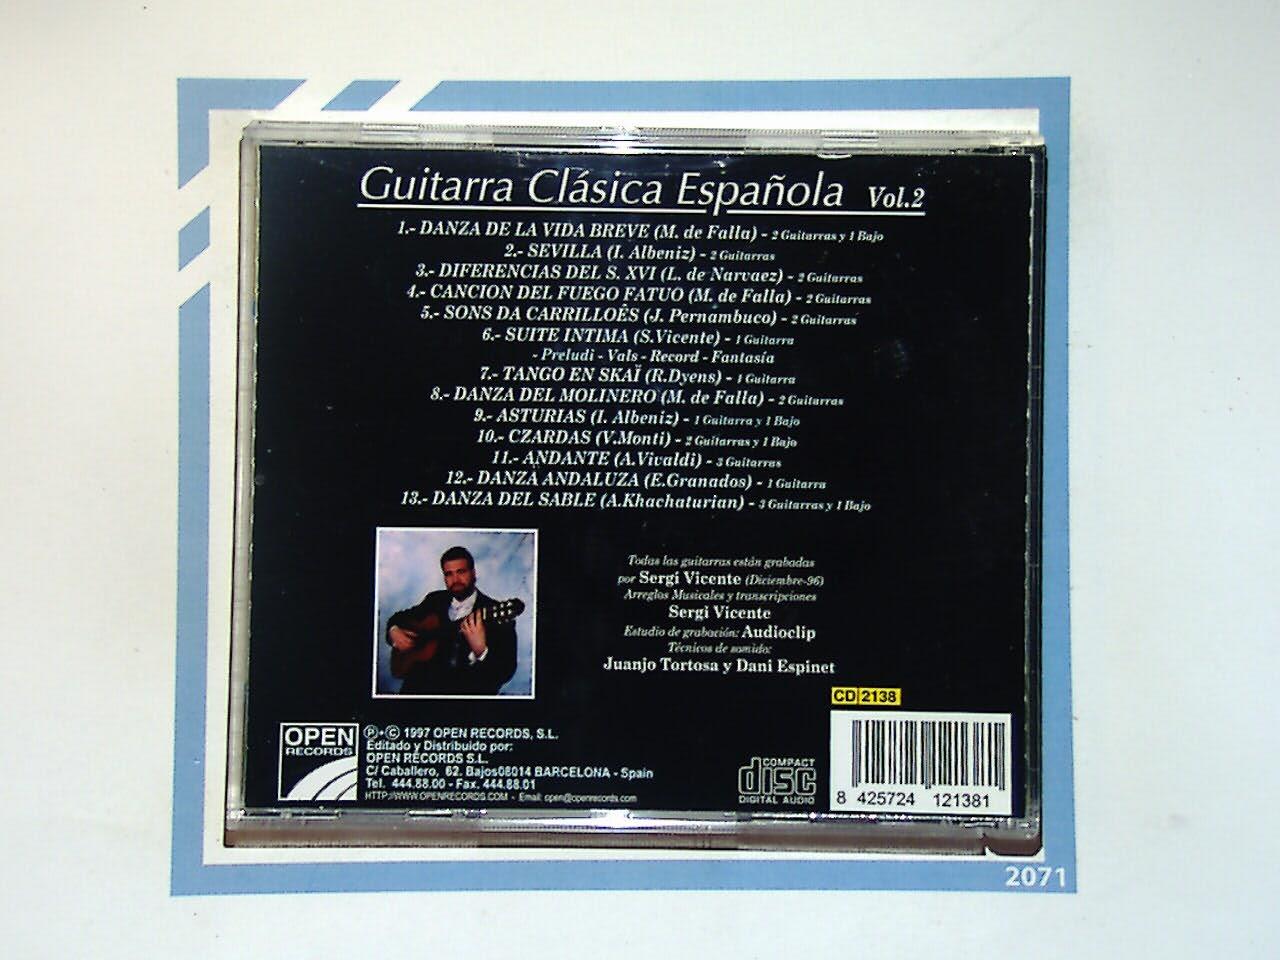 Guitarra Clásica Española Vol.2
1.- DANZA DE LA VIDA BREVE (M. de Falla) - 2 Guitarras y 1 Bajo
2.- SEVILLA (I. Albeniz) - 2 Guitarras
3.- DIFERENCIAS DEL S. XVI (L. de Narvaez) - 2 Guitarras
4.- CANCION DEL FUEGO FATUO (M. de Falla) - 2 Guitarras
5.- SONS DA CARRILLOÉS (J. Pernambuco) - 2 Guitarras
6.- SUITE INTIMA (S.Vicente) - 1 Guitarra
- Preludi - Vals - Record - Fantasía
7.- TANGO EN SKAÏ (R.Dyens) - 1 Guitarra
8.- DANZA DEL MOLINERO (M. de Falla) - 2 Guitarras
9.- ASTURIAS (I. Albeniz) - 1 Guitarra y 1 Bajo
10.- CZARDAS (V.Monti) - 2 Guitarras y 1 Bajo
11.- ANDANTE (A.Vivaldi) - 3 Guitarras
12.- DANZA ANDALUZA (E.Granados) - 1 Guitarra
13.- DANZA DEL SABLE (A.Khachaturian) - 3 Guitarras y 1 Bajo
Todas las guitarras están grabadas
por Sergi Vicente (Diciembre-96)
Arreglos Musicales y transcripciones
Sergi Vicente
Estudio de grabación: Audioclip
Técnicos de sonido:
Juanjo Tortosa y Dani Espinet
CD 2138
OPEN
RECORDS
℗•© 1997 OPEN RECORDS, S.L.
Editado y Distribuido por:
OPEN RECORDS S.L.
C/ Caballero, 62. Bajos08014 BARCELONA - Spain
Tel. 444.88.00 - Fax. 444.88.01
HTTP://WWW.OPENRECORDS.COM - Email: open@openrecords.com
COMPACT
disc
DIGITAL AUDIO
8 425724 121381
2071